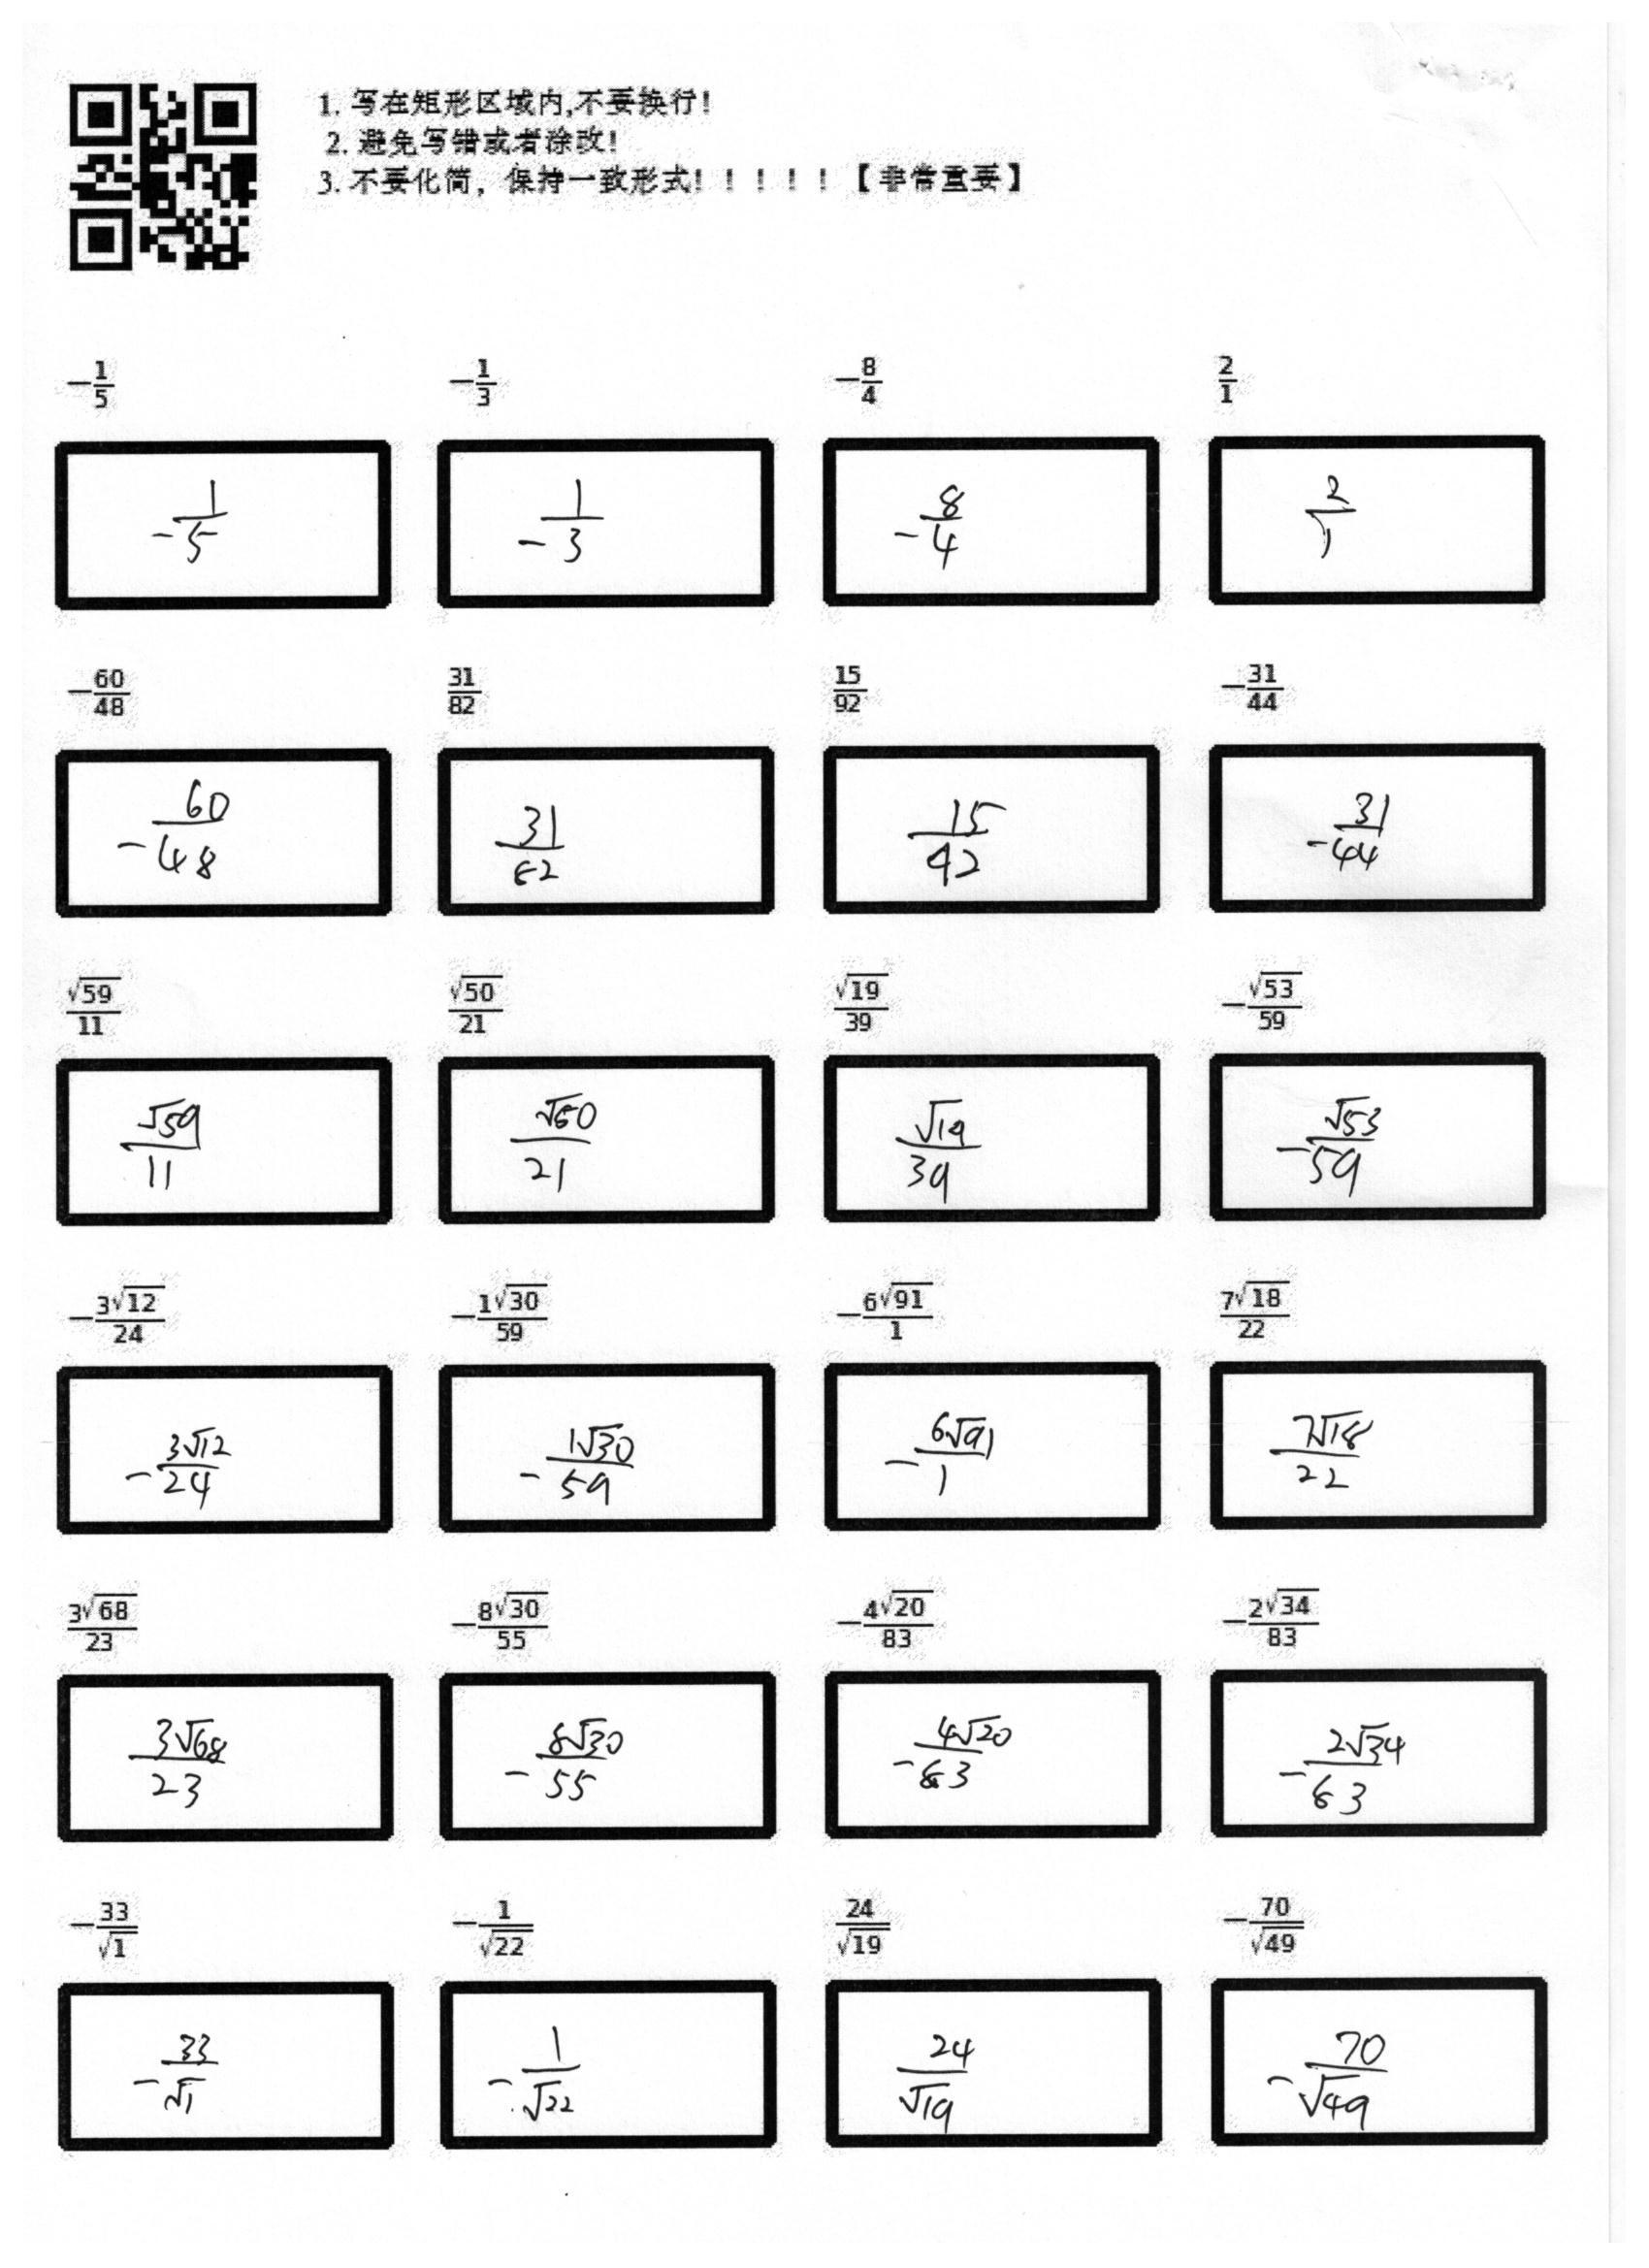 1. 写在矩形区域内,不要换行!
2. 避免写错或者涂改!
3. 不要化简，保持一致形式! ! ! ! ! 【非常重要】
-\frac{1}{5} -\frac{1}{3} -\frac{8}{4} \frac{2}{1}
-\frac{1}{5} -\frac{1}{3} -\frac{8}{4} \frac{2}{1}
-\frac{60}{48} \frac{31}{82} \frac{15}{92} -\frac{31}{44}
-\frac{60}{48} \frac{31}{82} \frac{15}{92} -\frac{31}{44}
\frac{\sqrt{59}}{11} \frac{\sqrt{50}}{21} \frac{\sqrt{19}}{39} -\frac{\sqrt{53}}{59}
\frac{\sqrt{59}}{11} \frac{\sqrt{50}}{21} \frac{\sqrt{19}}{39} -\frac{\sqrt{53}}{59}
-\frac{3\sqrt{12}}{24} -\frac{1\sqrt{30}}{59} -\frac{6\sqrt{91}}{1} \frac{7\sqrt{18}}{22}
-\frac{3\sqrt{12}}{24} -\frac{1\sqrt{30}}{59} -\frac{6\sqrt{91}}{1} \frac{7\sqrt{18}}{22}
\frac{3\sqrt{68}}{23} -\frac{8\sqrt{30}}{55} -\frac{4\sqrt{20}}{83} -\frac{2\sqrt{34}}{83}
\frac{3\sqrt{68}}{23} -\frac{8\sqrt{30}}{55} -\frac{4\sqrt{20}}{83} -\frac{2\sqrt{34}}{83}
-\frac{33}{\sqrt{1}} -\frac{1}{\sqrt{22}} \frac{24}{\sqrt{19}} -\frac{70}{\sqrt{49}}
-\frac{33}{\sqrt{1}} -\frac{1}{\sqrt{22}} \frac{24}{\sqrt{19}} -\frac{70}{\sqrt{49}}